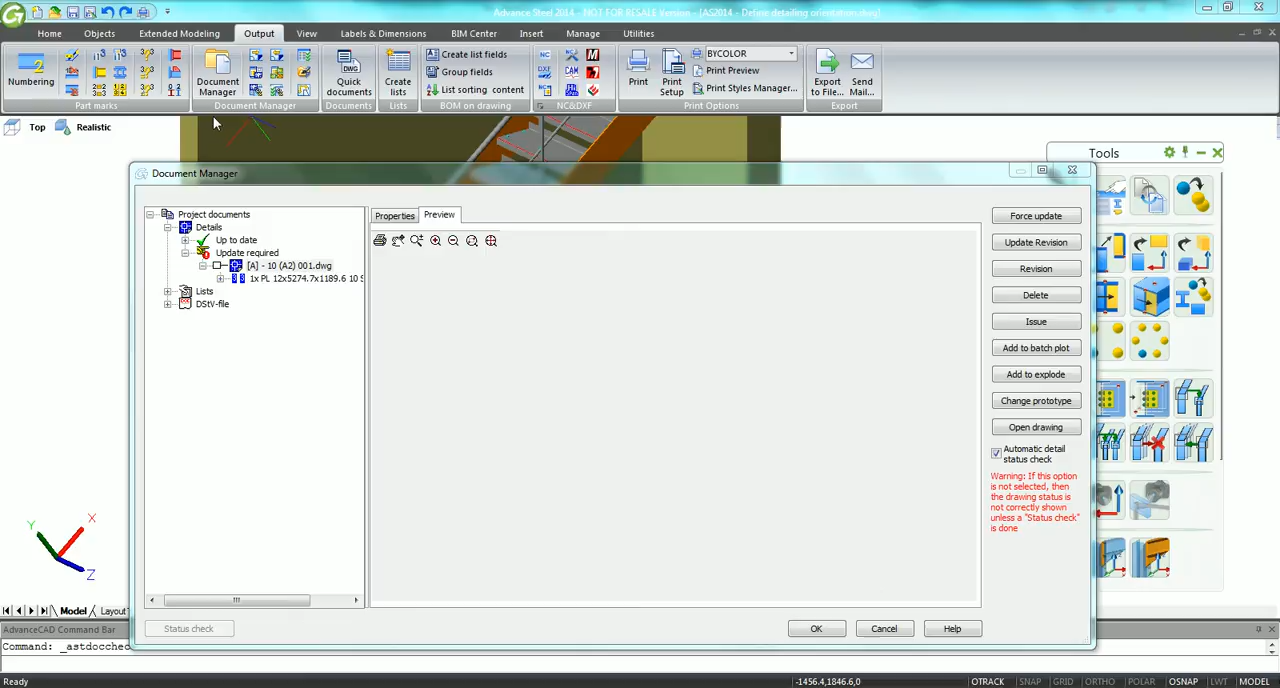 Advance Steel 2014 - NOT FOR RESALE Version - [AS2014 - Define detailing orientation.dwg]
Home Objects Extended Modeling Output View Labels & Dimensions BIM Center Insert Manage Utilities
Numbering
Part marks
Document Manager
Document Manager
Quick documents
Documents
Create lists
Lists
Create list fields
Group fields
List sorting content
BOM on drawing
NC&DXF
Print
Print Setup
BYCOLOR
Print Preview
Print Styles Manager...
Print Options
Export to File...
Send Mail...
Export
Top
Realistic
Tools
Document Manager
Project documents
Details
Up to date
Update required
[A] - 10 (A2) 001.dwg
1x PL 12x5274.7x1189.6 10 S
Lists
DStV-file
Properties
Preview
Force update
Update Revision
Revision
Delete
Issue
Add to batch plot
Add to explode
Change prototype
Open drawing
Automatic detail
status check
Warning: If this option
is not selected, then
the drawing status is
not correctly shown
unless a "Status check"
is done
Status check
OK
Cancel
Help
Y
X
Z
Model
Layout
AdvanceCAD Command Bar
Command: _astdocchec
Ready
-1456.4,1846.6,0
OTRACK SNAP GRID ORTHO POLAR OSNAP LWT MODEL